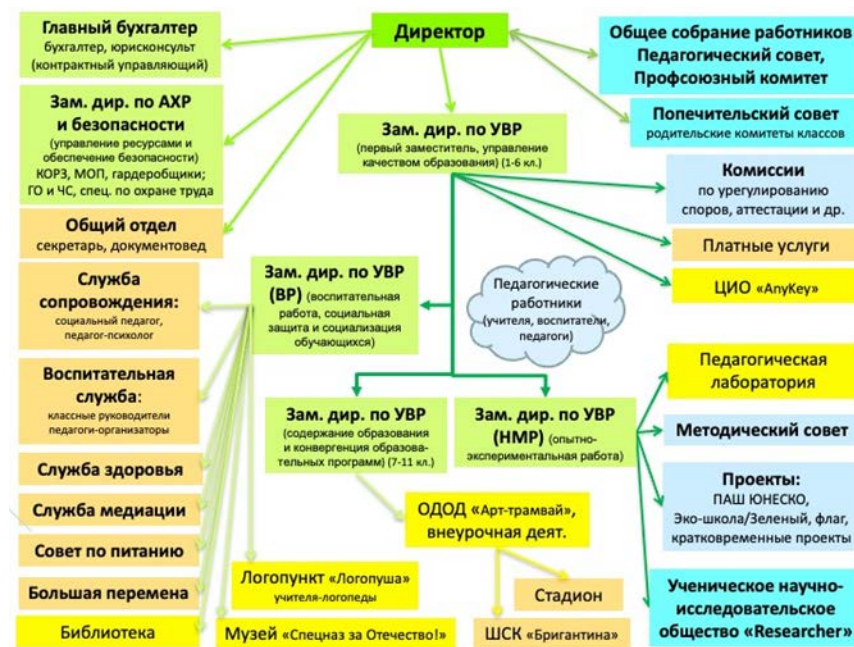 Директор
Главный бухгалтер
бухгалтер, юрисконсульт
(контрактный управляющий)
Зам. дир. по АХР
и безопасности
(управление ресурсами и
обеспечение безопасности)
КОРЗ, МОП, гардеробщики;
ГО и ЧС, спец. по охране труда
Общий отдел
секретарь, документовед
Общее собрание работников
Педагогический совет,
Профсоюзный комитет
Попечительский совет
родительские комитеты классов
Зам. дир. по УВР
(первый заместитель, управление
качеством образования) (1-6 кл.)
Комиссии
по урегулированию
споров, аттестации и др.
Платные услуги
ЦИО «AnyKey»
Педагогические
работники
(учителя, воспитатели,
педагоги)
Зам. дир. по УВР
(ВР) (воспитательная
работа, социальная
защита и социализация
обучающихся)
Служба
сопровождения:
социальный педагог,
педагог-психолог
Воспитательная
служба:
классные руководители
педагоги-организаторы
Служба здоровья
Служба медиации
Совет по питанию
Большая перемена
Библиотека
Логопункт «Логопуша»
учителя-логопеды
Музей «Спецназ за Отечество!»
Зам. дир. по УВР
(содержание образования
и конвергенция образова-
тельных программ) (7-11 кл.)
ОДОД «Арт-трамвай»,
внеурочная деят.
Стадион
ШСК «Бригантина»
Зам. дир. по УВР
(НМР) (опытно-
экспериментальная работа)
Педагогическая
лаборатория
Методический совет
Проекты:
ПАШ ЮНЕСКО,
Эко-школа/Зеленый, флаг,
кратковременные проекты
Ученическое научно-
исследовательское
общество «Researcher»